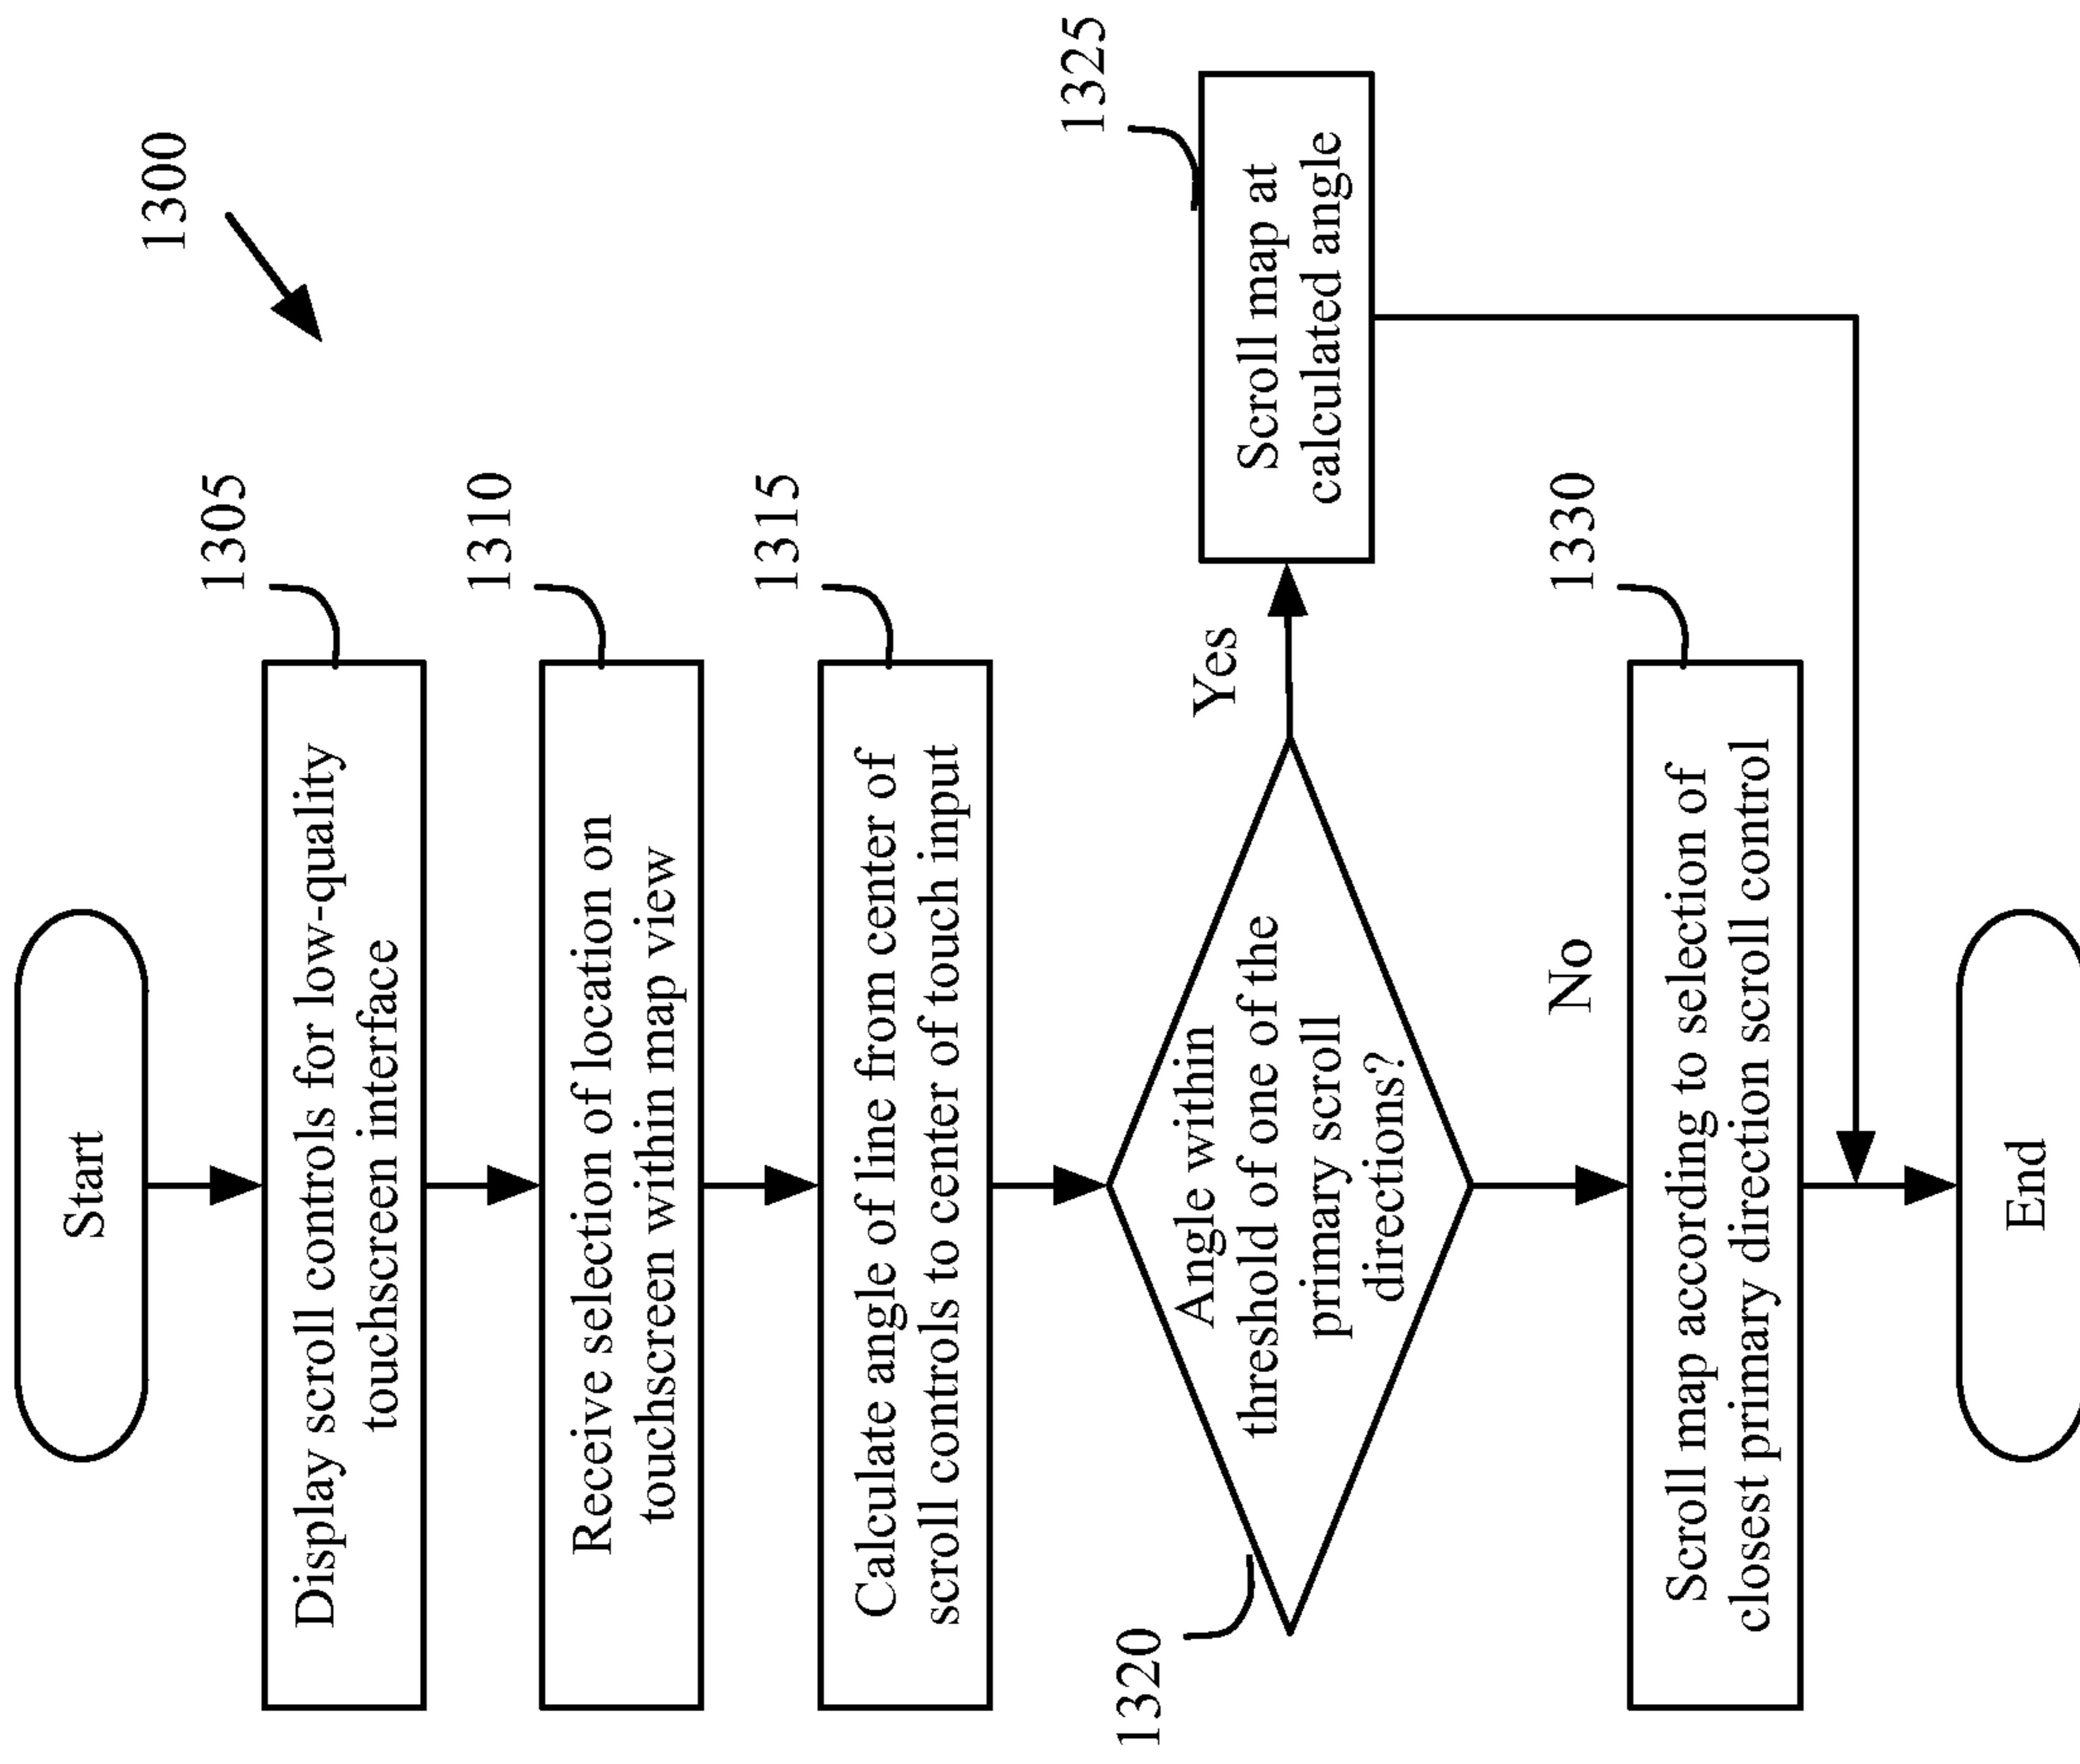 1300
Start
1305
Display scroll controls for low-quality
touchscreen interface
1310
Receive selection of location on
touchscreen within map view
1315
Calculate angle of line from center of
scroll controls to center of touch input
1320
Angle within
threshold of one of the
primary scroll
directions?
Yes
1325
Scroll map at
calculated angle
No
1330
Scroll map according to selection of
closest primary direction scroll control
End